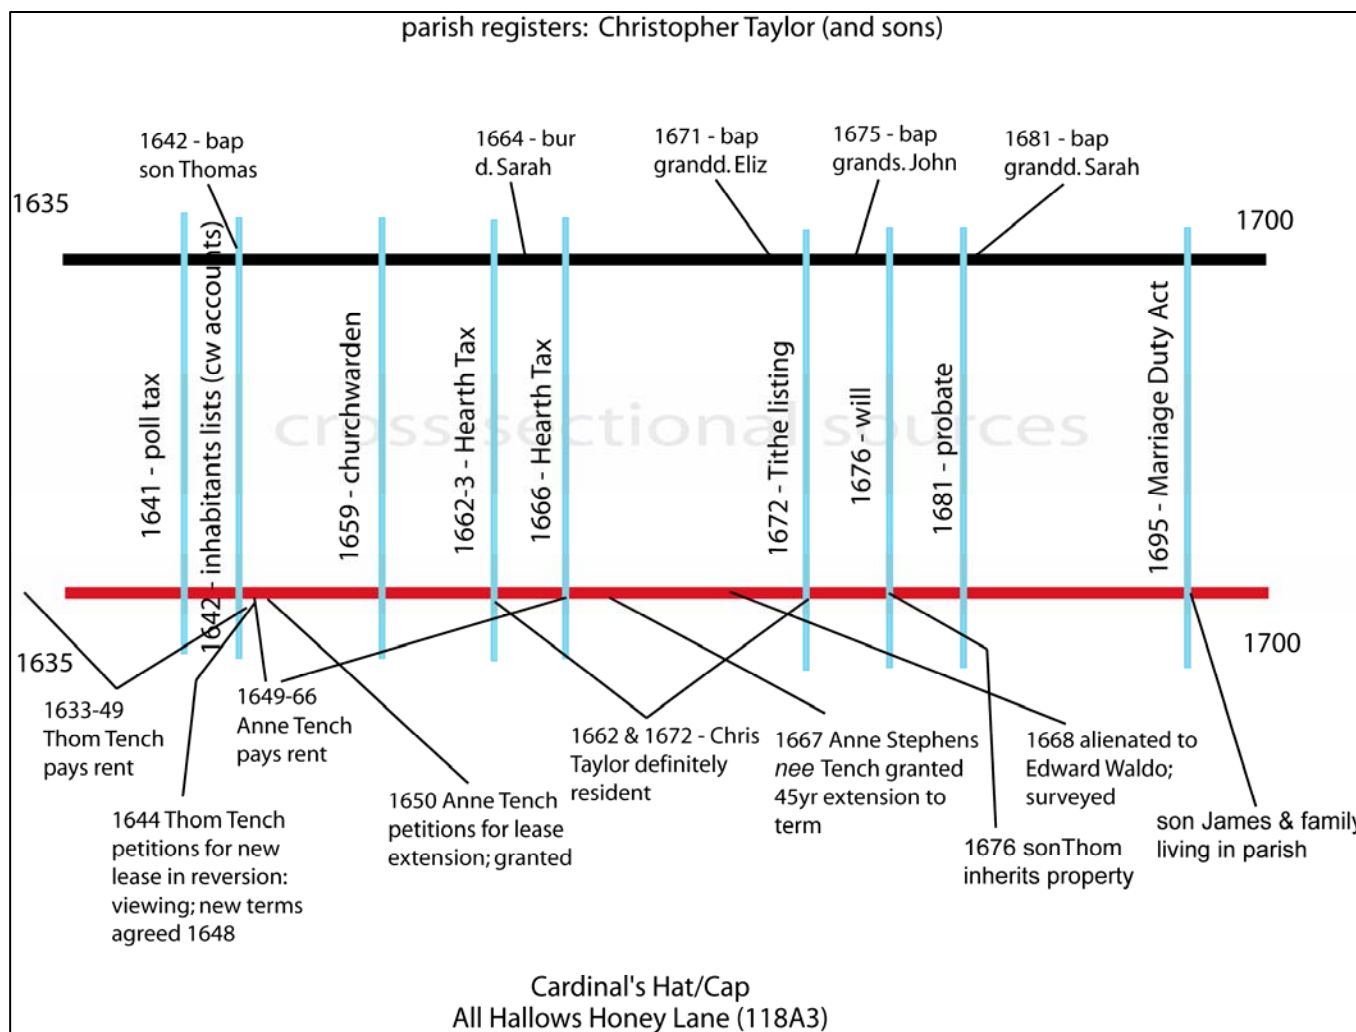 parish registers: Christopher Taylor (and sons)
1642 - bap
son Thomas
1664 - bur
d. Sarah
1671 - bap
grandd. Eliz
1675 - bap
grands. John
1681 - bap
grandd. Sarah
1635
1700
1641 - poll tax
1642 - inhabitants lists (cw accounts)
1659 - churchwarden
1662-3 - Hearth Tax
1666 - Hearth Tax
1672 - Tithe listing
1676 - will
1681 - probate
1695 - Marriage Duty Act
cross-sectional sources
1635
1700
1633-49
Thom Tench
pays rent
1644 Thom Tench
petitions for new
lease in reversion:
viewing; new terms
agreed 1648
1649-66
Anne Tench
pays rent
1650 Anne Tench
petitions for lease
extension; granted
1662 & 1672 - Chris
Taylor definitely
resident
1667 Anne Stephens
nee Tench granted
45yr extension to
term
1668 alienated to
Edward Waldo;
surveyed
1676 sonThom
inherits property
son James & family
living in parish
Cardinal's Hat/Cap
All Hallows Honey Lane (118A3)